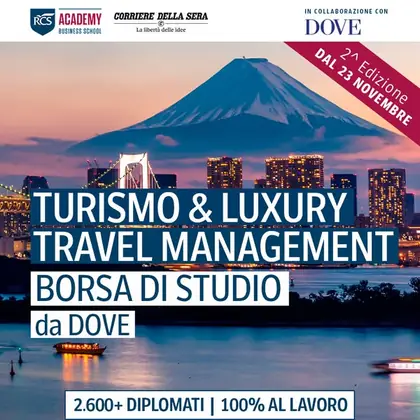 RCS
ACADEMY
BUSINESS SCHOOL
CORRIERE DELLA SERA
La libertà delle idee
IN COLLABORAZIONE CON
DOVE
2^ Edizione
DAL 23 NOVEMBRE
TURISMO & LUXURY
TRAVEL MANAGEMENT
BORSA DI STUDIO
da DOVE
2.600+ DIPLOMATI | 100% AL LAVORO